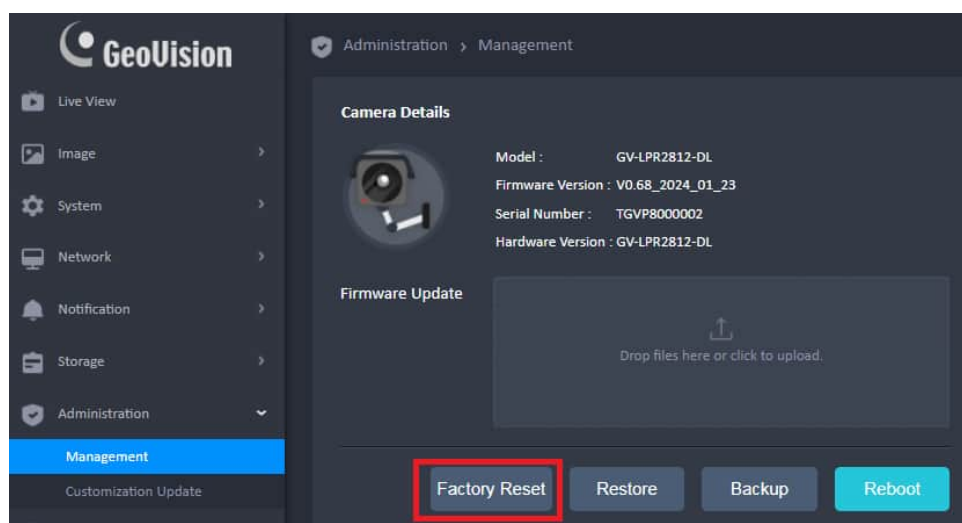 GeoVision
Live View
Image
System
Network
Notification
Storage
Administration
Management
Customization Update
Administration > Management
Camera Details
Model : GV-LPR2812-DL
Firmware Version : V0.68_2024_01_23
Serial Number : TGVP8000002
Hardware Version : GV-LPR2812-DL
Firmware Update
Drop files here or click to upload.
Factory Reset
Restore
Backup
Reboot